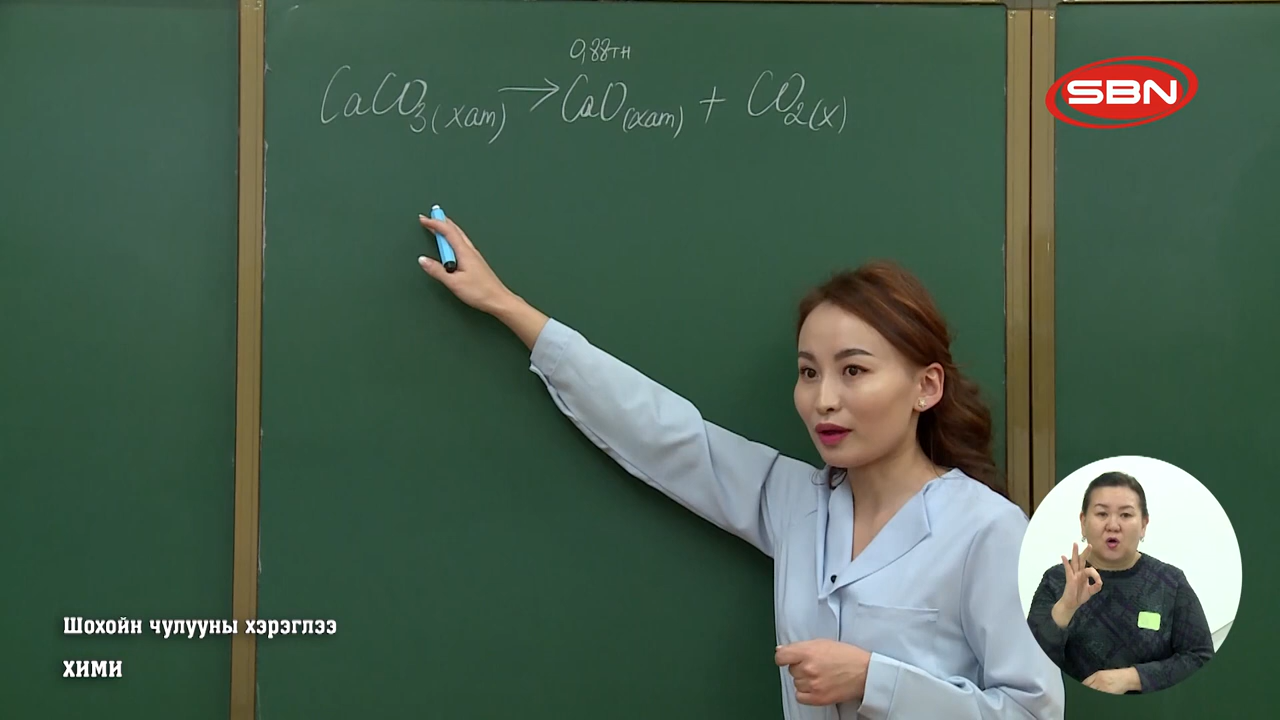 0,88тн
CaCO₃(хат) → CaO(хат) + CO₂(х)
SBN
Шохойн чулууны хэрэглээ
ХИМИ